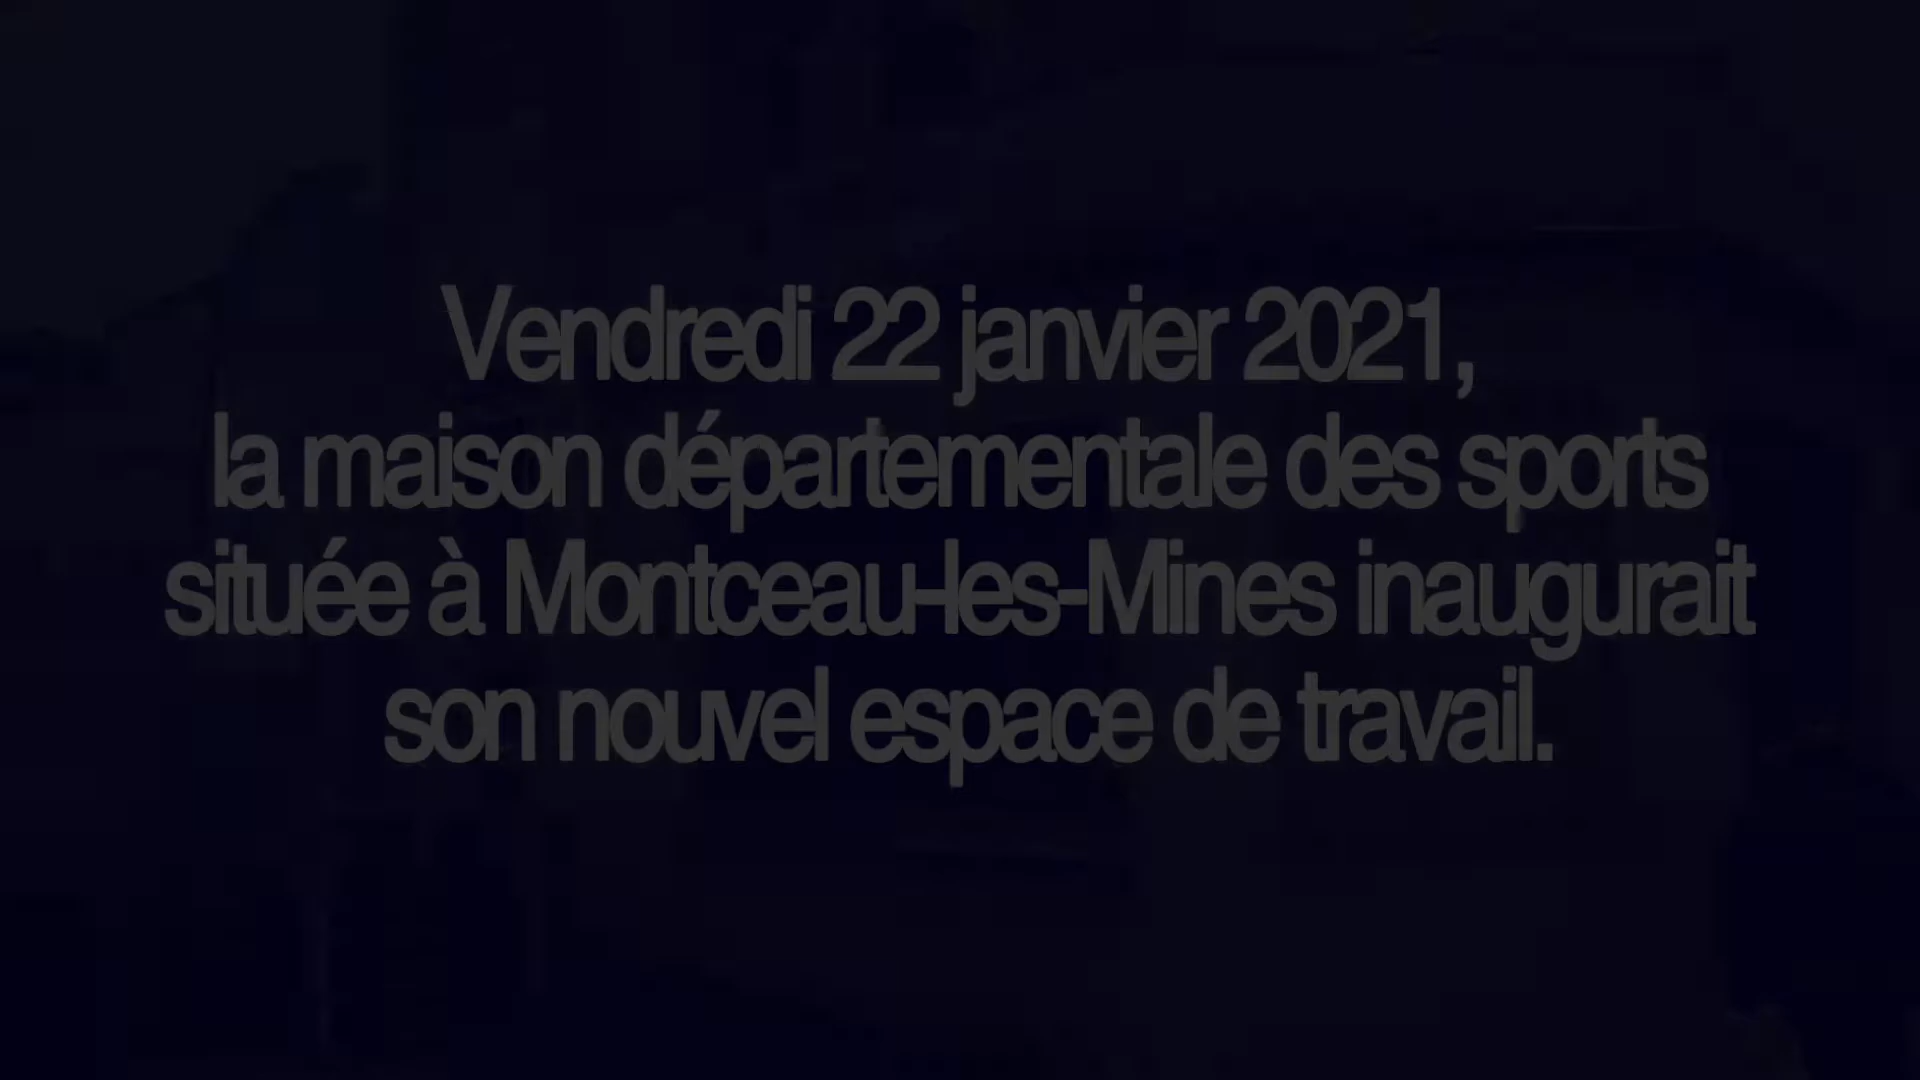 Vendredi 22 janvier 2021,
la maison départementale des sports
située à Montceau-les-Mines inaugurait
son nouvel espace de travail.